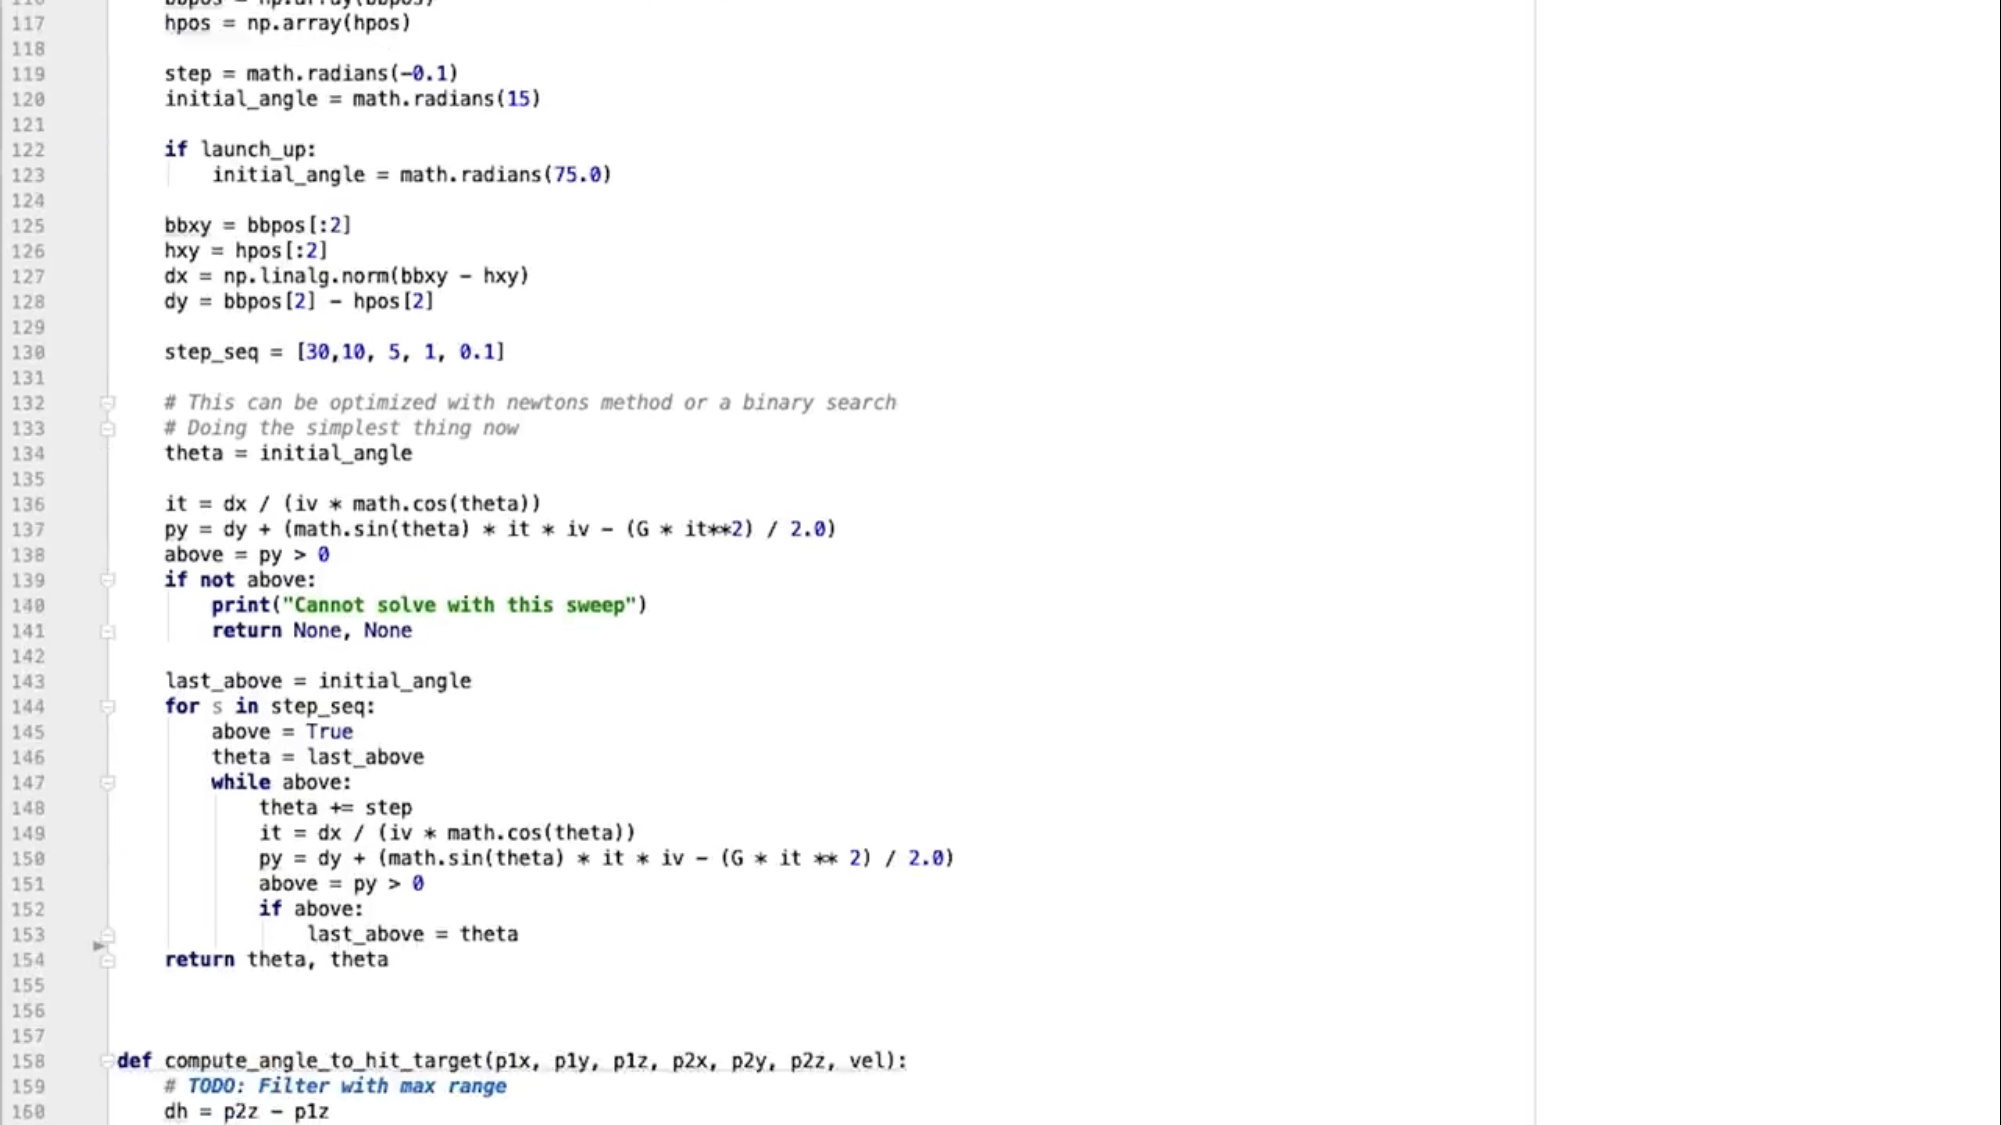 117 hpos = np.array(hpos)
118
119 step = math.radians(-0.1)
120 initial_angle = math.radians(15)
121
122 if launch_up:
123 initial_angle = math.radians(75.0)
124
125 bbxy = bbpos[:2]
126 hxy = hpos[:2]
127 dx = np.linalg.norm(bbxy - hxy)
128 dy = bbpos[2] - hpos[2]
129
130 step_seq = [30,10, 5, 1, 0.1]
131
132 # This can be optimized with newtons method or a binary search
133 # Doing the simplest thing now
134 theta = initial_angle
135
136 it = dx / (iv * math.cos(theta))
137 py = dy + (math.sin(theta) * it * iv - (G * it**2) / 2.0)
138 above = py > 0
139 if not above:
140 print("Cannot solve with this sweep")
141 return None, None
142
143 last_above = initial_angle
144 for s in step_seq:
145 above = True
146 theta = last_above
147 while above:
148 theta += step
149 it = dx / (iv * math.cos(theta))
150 py = dy + (math.sin(theta) * it * iv - (G * it ** 2) / 2.0)
151 above = py > 0
152 if above:
153 last_above = theta
154 return theta, theta
155
156
157
158 def compute_angle_to_hit_target(p1x, p1y, p1z, p2x, p2y, p2z, vel):
159 # TODO: Filter with max range
160 dh = p2z - p1z